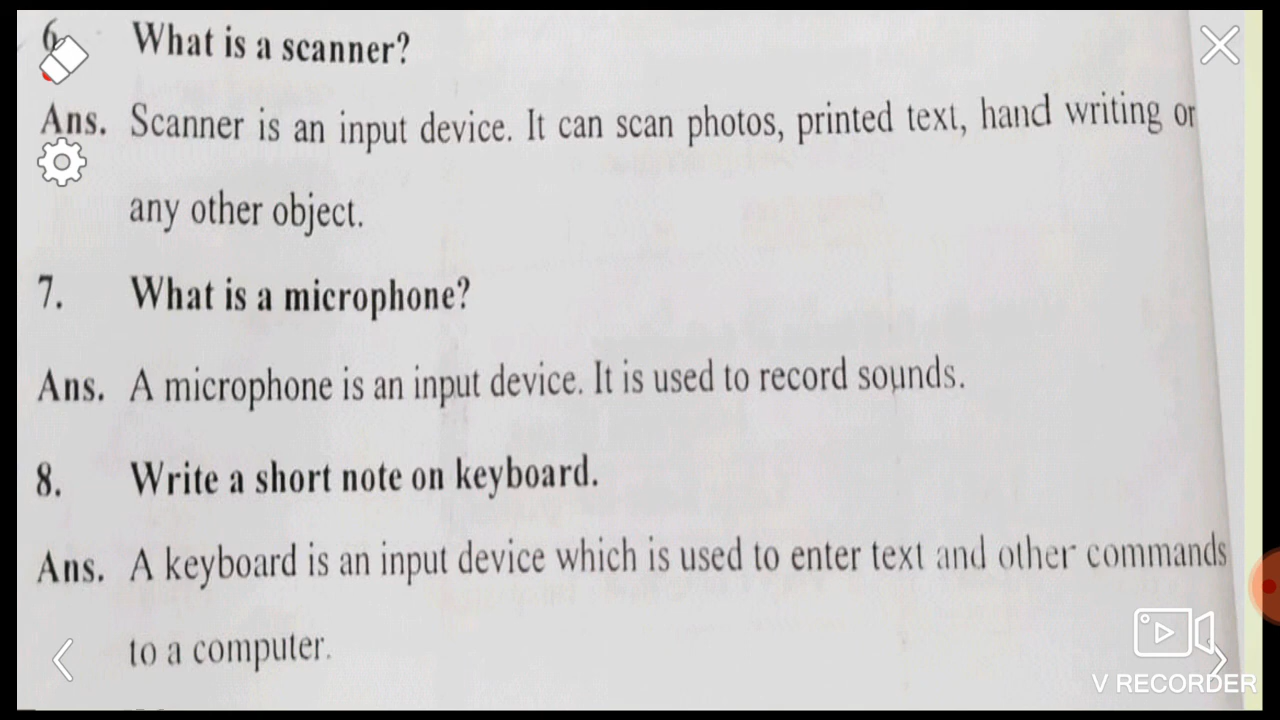 6. What is a scanner?
Ans. Scanner is an input device. It can scan photos, printed text, hand writing or
any other object.
7. What is a microphone?
Ans. A microphone is an input device. It is used to record sounds.
8. Write a short note on keyboard.
Ans. A keyboard is an input device which is used to enter text and other commands
to a computer.
V RECORDER